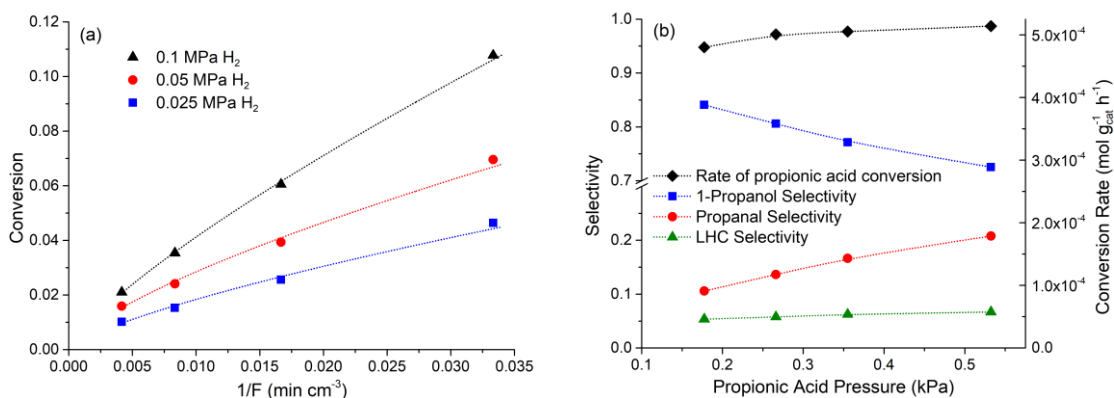 (a)
0.1 MPa H₂
0.05 MPa H₂
0.025 MPa H₂
0.12
0.10
0.08
0.06
0.04
0.02
0.00
Conversion
0.000 0.005 0.010 0.015 0.020 0.025 0.030 0.035
1/F (min cm⁻³)
(b)
1.0
0.9
0.8
0.7
0.2
0.1
0.0
Selectivity
Rate of propionic acid conversion
1-Propanol Selectivity
Propanal Selectivity
LHC Selectivity
5.0x10⁻⁴
4.0x10⁻⁴
3.0x10⁻⁴
2.0x10⁻⁴
1.0x10⁻⁴
0.0
Conversion Rate (mol g⁻¹cat h⁻¹)
0.1 0.2 0.3 0.4 0.5
Propionic Acid Pressure (kPa)